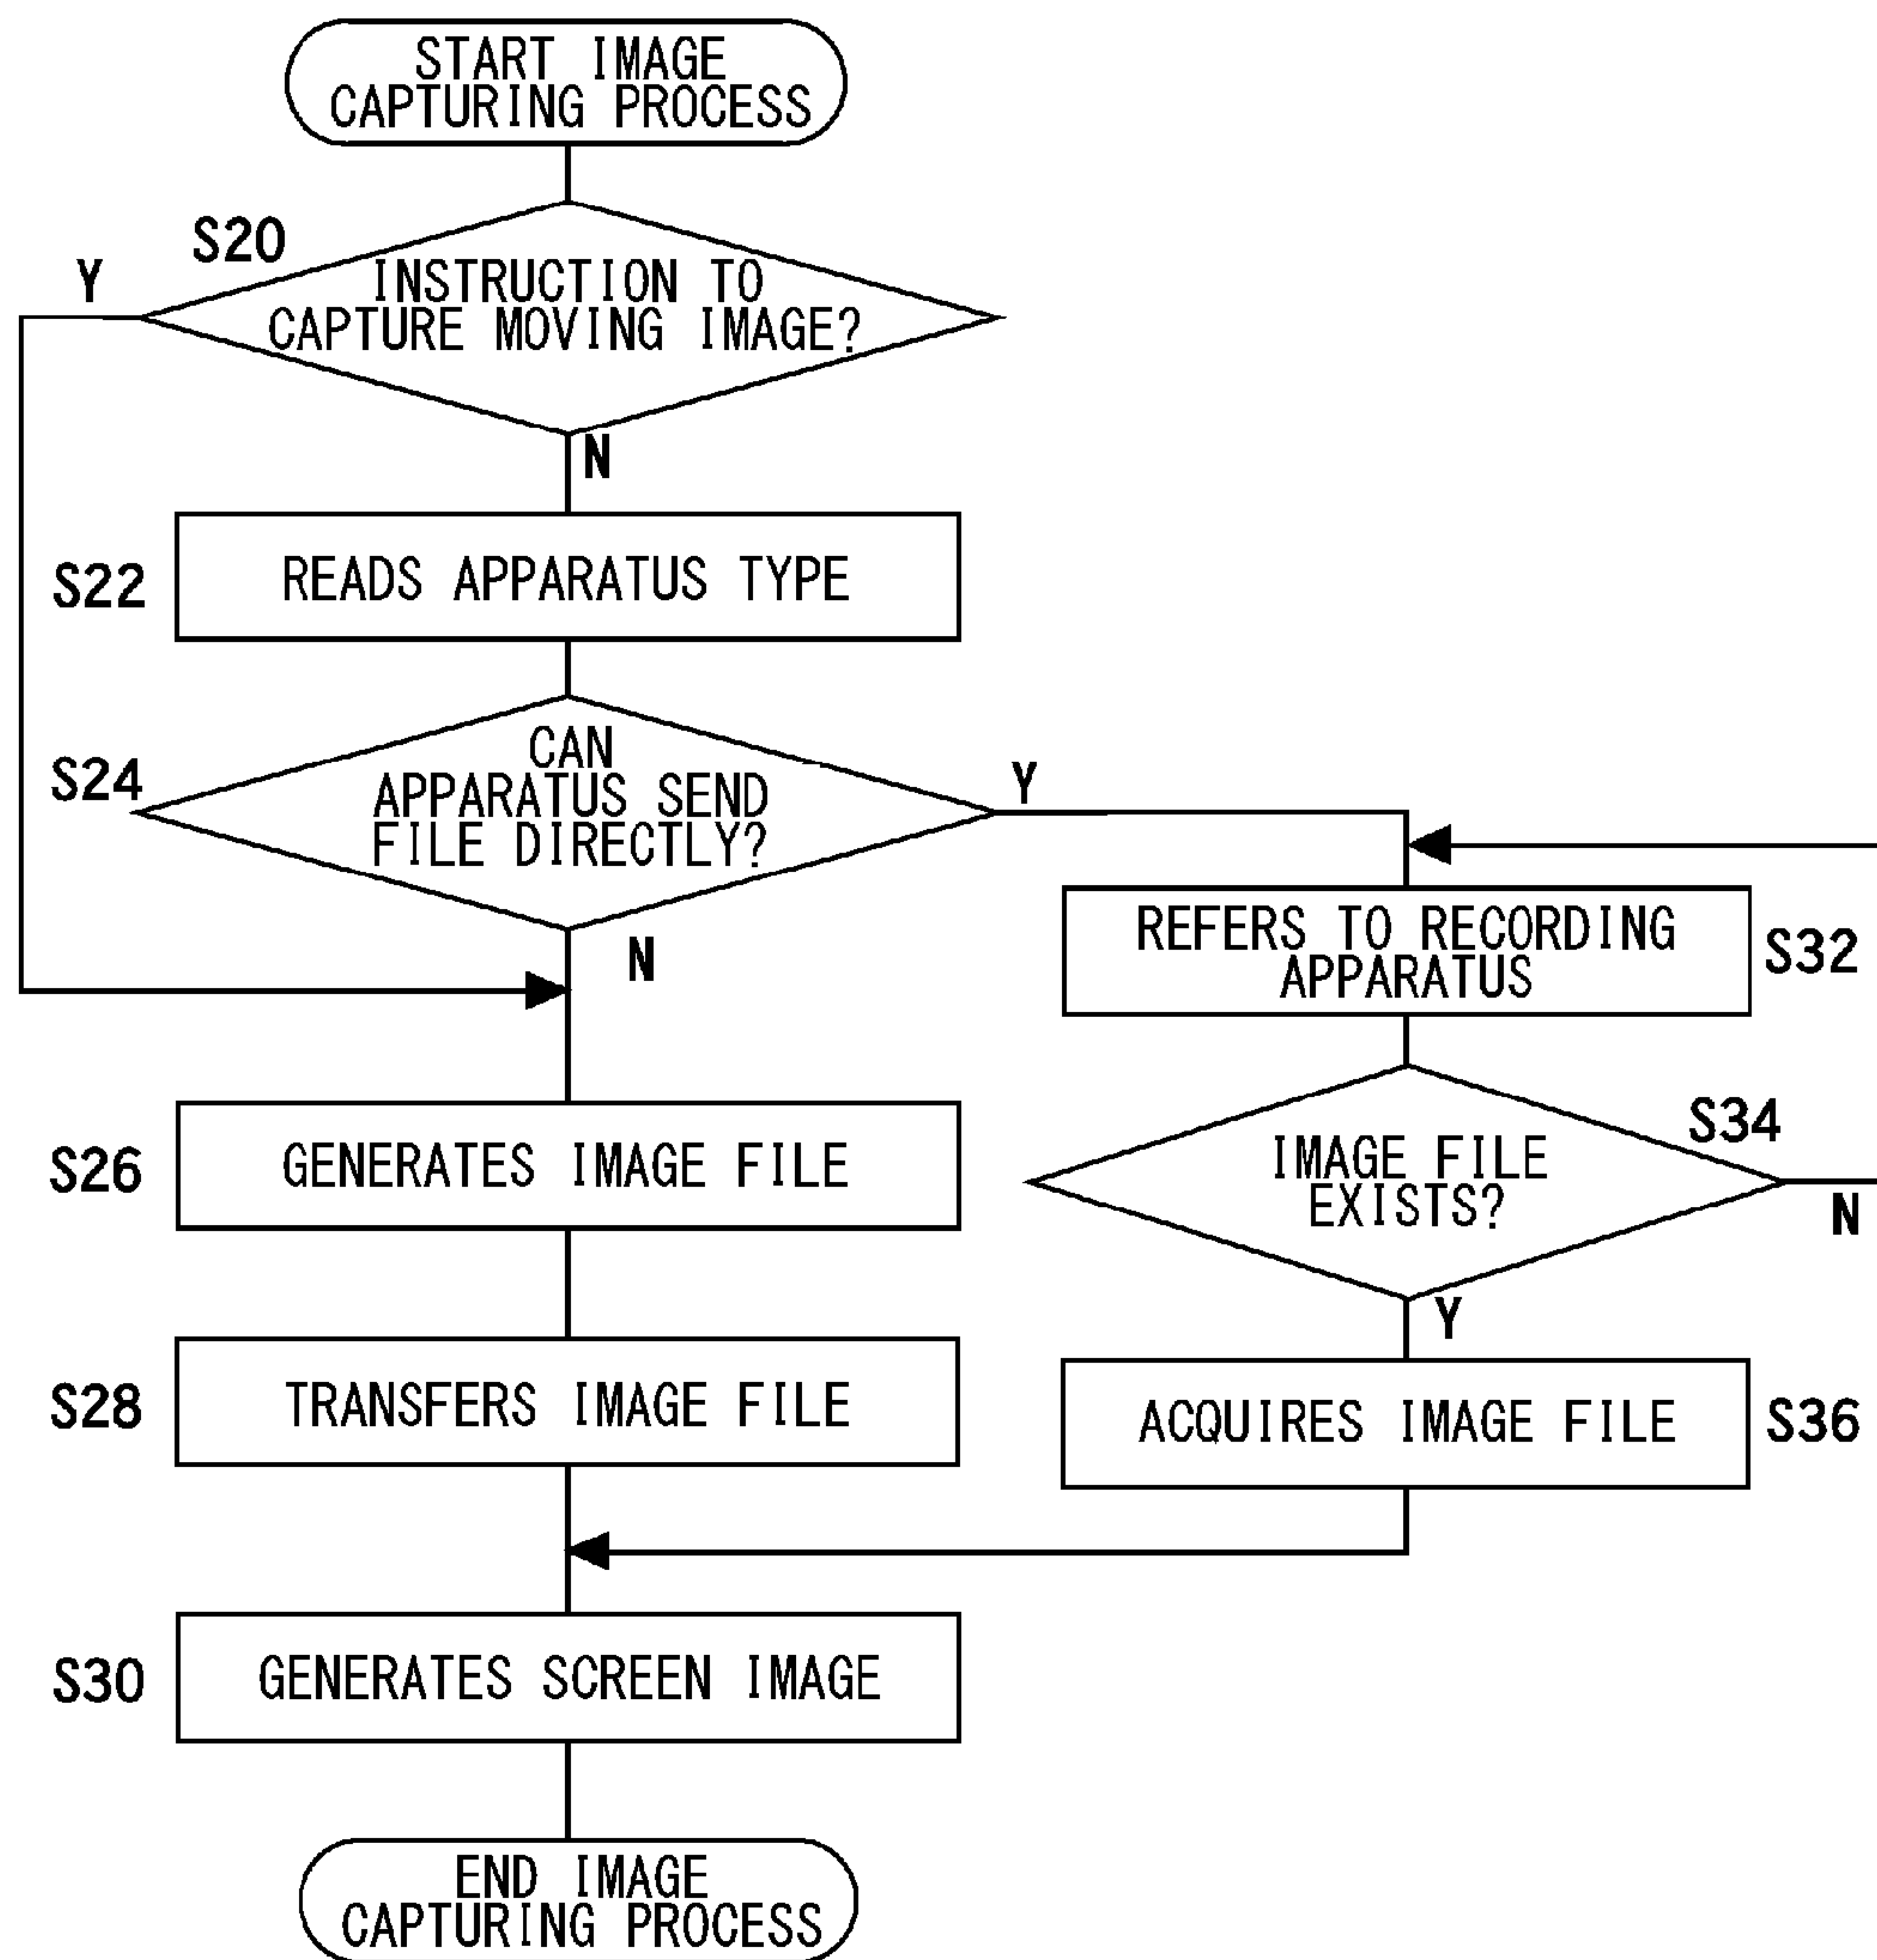 START IMAGE
CAPTURING PROCESS
S20
Y
INSTRUCTION TO
CAPTURE MOVING IMAGE?
N
S22
READS APPARATUS TYPE
S24
CAN
APPARATUS SEND
FILE DIRECTLY?
Y
N
REFERS TO RECORDING
APPARATUS
S32
S34
IMAGE FILE
EXISTS?
N
Y
S26
GENERATES IMAGE FILE
S28
TRANSFERS IMAGE FILE
ACQUIRES IMAGE FILE
S36
S30
GENERATES SCREEN IMAGE
END IMAGE
CAPTURING PROCESS